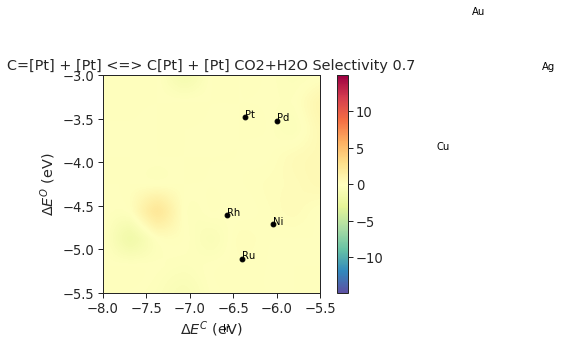 Au
C=[Pt] + [Pt] <=> C[Pt] + [Pt] CO2+H2O Selectivity 0.7
Ag
−3.0
−3.5
−4.0
−4.5
−5.0
−5.5
ΔE^O (eV)
Pt
Pd
Cu
Rh
Ni
Ru
10
5
0
−5
−10
−8.0 −7.5 −7.0 −6.5 −6.0 −5.5
ΔE^C (eV)